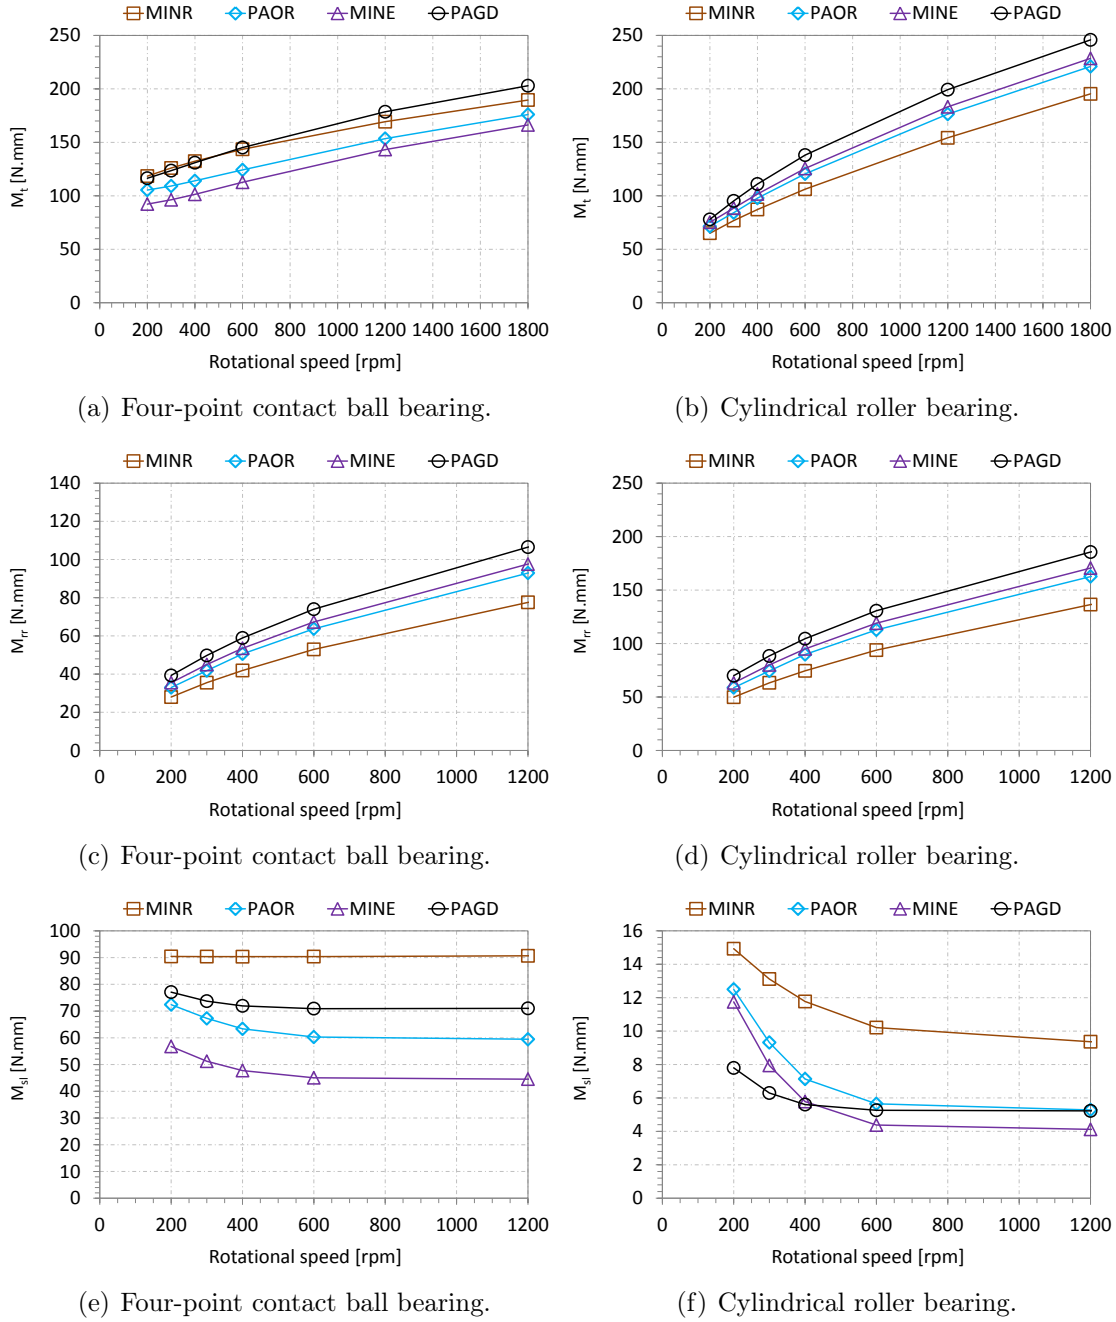 MINR PAOR MINE PAGD
250
200
150
100
50
0
0 200 400 600 800 1000 1200 1400 1600 1800
M_t [N.mm]
Rotational speed [rpm]
(a) Four-point contact ball bearing.
MINR PAOR MINE PAGD
250
200
150
100
50
0
0 200 400 600 800 1000 1200 1400 1600 1800
M_t [N.mm]
Rotational speed [rpm]
(b) Cylindrical roller bearing.
MINR PAOR MINE PAGD
140
120
100
80
60
40
20
0
0 200 400 600 800 1000 1200
M_rr [N.mm]
Rotational speed [rpm]
(c) Four-point contact ball bearing.
MINR PAOR MINE PAGD
250
200
150
100
50
0
0 200 400 600 800 1000 1200
M_rr [N.mm]
Rotational speed [rpm]
(d) Cylindrical roller bearing.
MINR PAOR MINE PAGD
100
90
80
70
60
50
40
30
20
10
0
0 200 400 600 800 1000 1200
M_sl [N.mm]
Rotational speed [rpm]
(e) Four-point contact ball bearing.
MINR PAOR MINE PAGD
16
14
12
10
8
6
4
2
0
0 200 400 600 800 1000 1200
M_sl [N.mm]
Rotational speed [rpm]
(f) Cylindrical roller bearing.